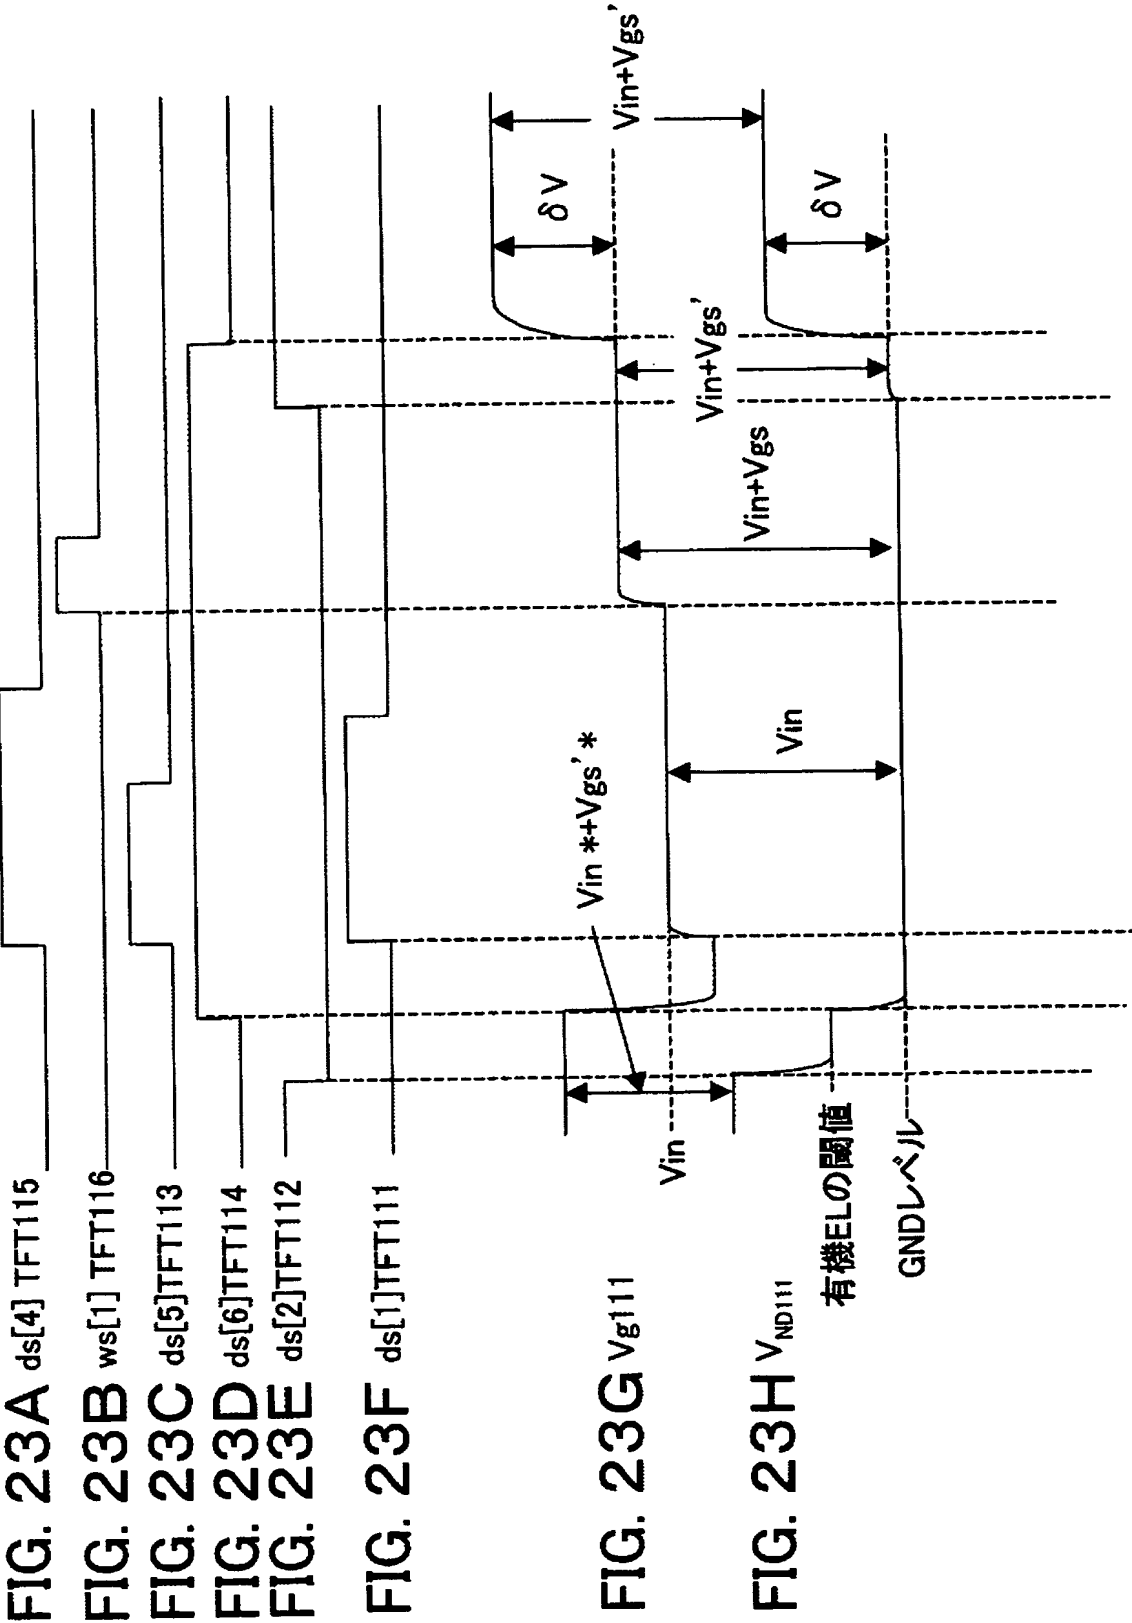 FIG. 23A ds[4] TFT115
FIG. 23B ws[1] TFT116
FIG. 23C ds[5]TFT113
FIG. 23D ds[6]TFT114
FIG. 23E ds[2]TFT112
FIG. 23F ds[1]TFT111
FIG. 23G Vg111
Vin
Vin*+Vgs'*
Vin
Vin+Vgs
Vin+Vgs'
δV
Vin+Vgs'
FIG. 23H VND111
有機ELの閾値
GNDレベル
δV